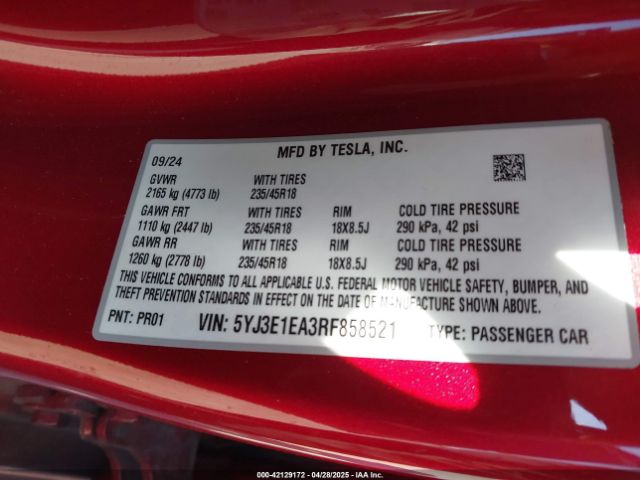 MFD BY TESLA, INC.
09/24
GVWR WITH TIRES
2165 kg (4773 lb) 235/45R18
GAWR FRT WITH TIRES RIM COLD TIRE PRESSURE
1110 kg (2447 lb) 235/45R18 18X8.5J 290 kPa, 42 psi
GAWR RR WITH TIRES RIM COLD TIRE PRESSURE
1260 kg (2778 lb) 235/45R18 18X8.5J 290 kPa, 42 psi
THIS VEHICLE CONFORMS TO ALL APPLICABLE U.S. FEDERAL MOTOR VEHICLE SAFETY, BUMPER, AND
THEFT PREVENTION STANDARDS IN EFFECT ON THE DATE OF MANUFACTURE SHOWN ABOVE.
PNT: PR01 VIN: 5YJ3E1EA3RF858521 TYPE: PASSENGER CAR
000-42129172 04/28/2025 IAAI.COM (IAA INC.)